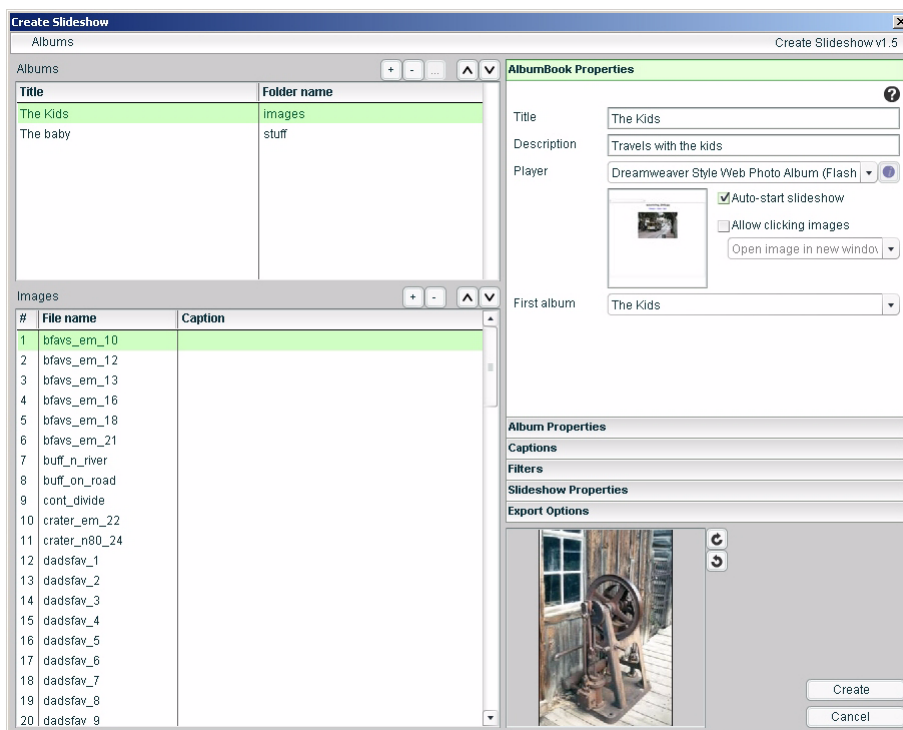 Create Slideshow
Albums
Create Slideshow v1.5
Albums
+ - ...
Title Folder name
The Kids images
The baby stuff
Images
+ -
# File name Caption
1 bfavs_em_10
2 bfavs_em_12
3 bfavs_em_13
4 bfavs_em_16
5 bfavs_em_18
6 bfavs_em_21
7 buff_n_river
8 buff_on_road
9 cont_divide
10 crater_em_22
11 crater_n80_24
12 dadsfav_1
13 dadsfav_2
14 dadsfav_3
15 dadsfav_4
16 dadsfav_5
17 dadsfav_6
18 dadsfav_7
19 dadsfav_8
20 dadsfav_9
AlbumBook Properties
?
Title The Kids
Description Travels with the kids
Player Dreamweaver Style Web Photo Album (Flash
Auto-start slideshow
Allow clicking images
Open image in new window
First album The Kids
Album Properties
Captions
Filters
Slideshow Properties
Export Options
Create
Cancel